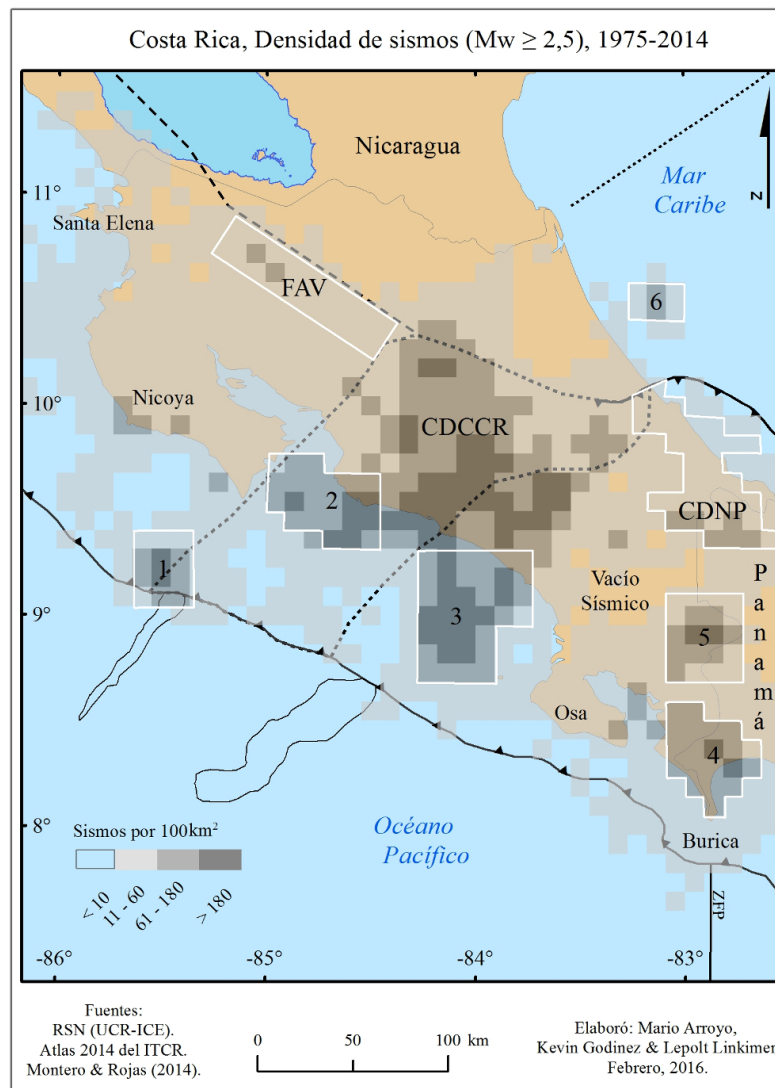 Costa Rica, Densidad de sismos (Mw ≥ 2,5), 1975-2014
Nicaragua
Mar
Caribe
N
11°
Santa Elena
FAV
6
10°
Nicoya
CDCCR
2
CDNP
1
Vacío
Sísmico
Panamá
3
5
9°
Osa
4
8°
Océano
Pacífico
Burica
ZFP
Sismos por 100km²
< 10
11 - 60
61 - 180
> 180
-86°
-85°
-84°
-83°
Fuentes:
RSN (UCR-ICE).
Atlas 2014 del ITCR.
Montero & Rojas (2014).
0 50 100 km
Elaboró: Mario Arroyo,
Kevin Godinez & Lepolt Linkimer
Febrero, 2016.